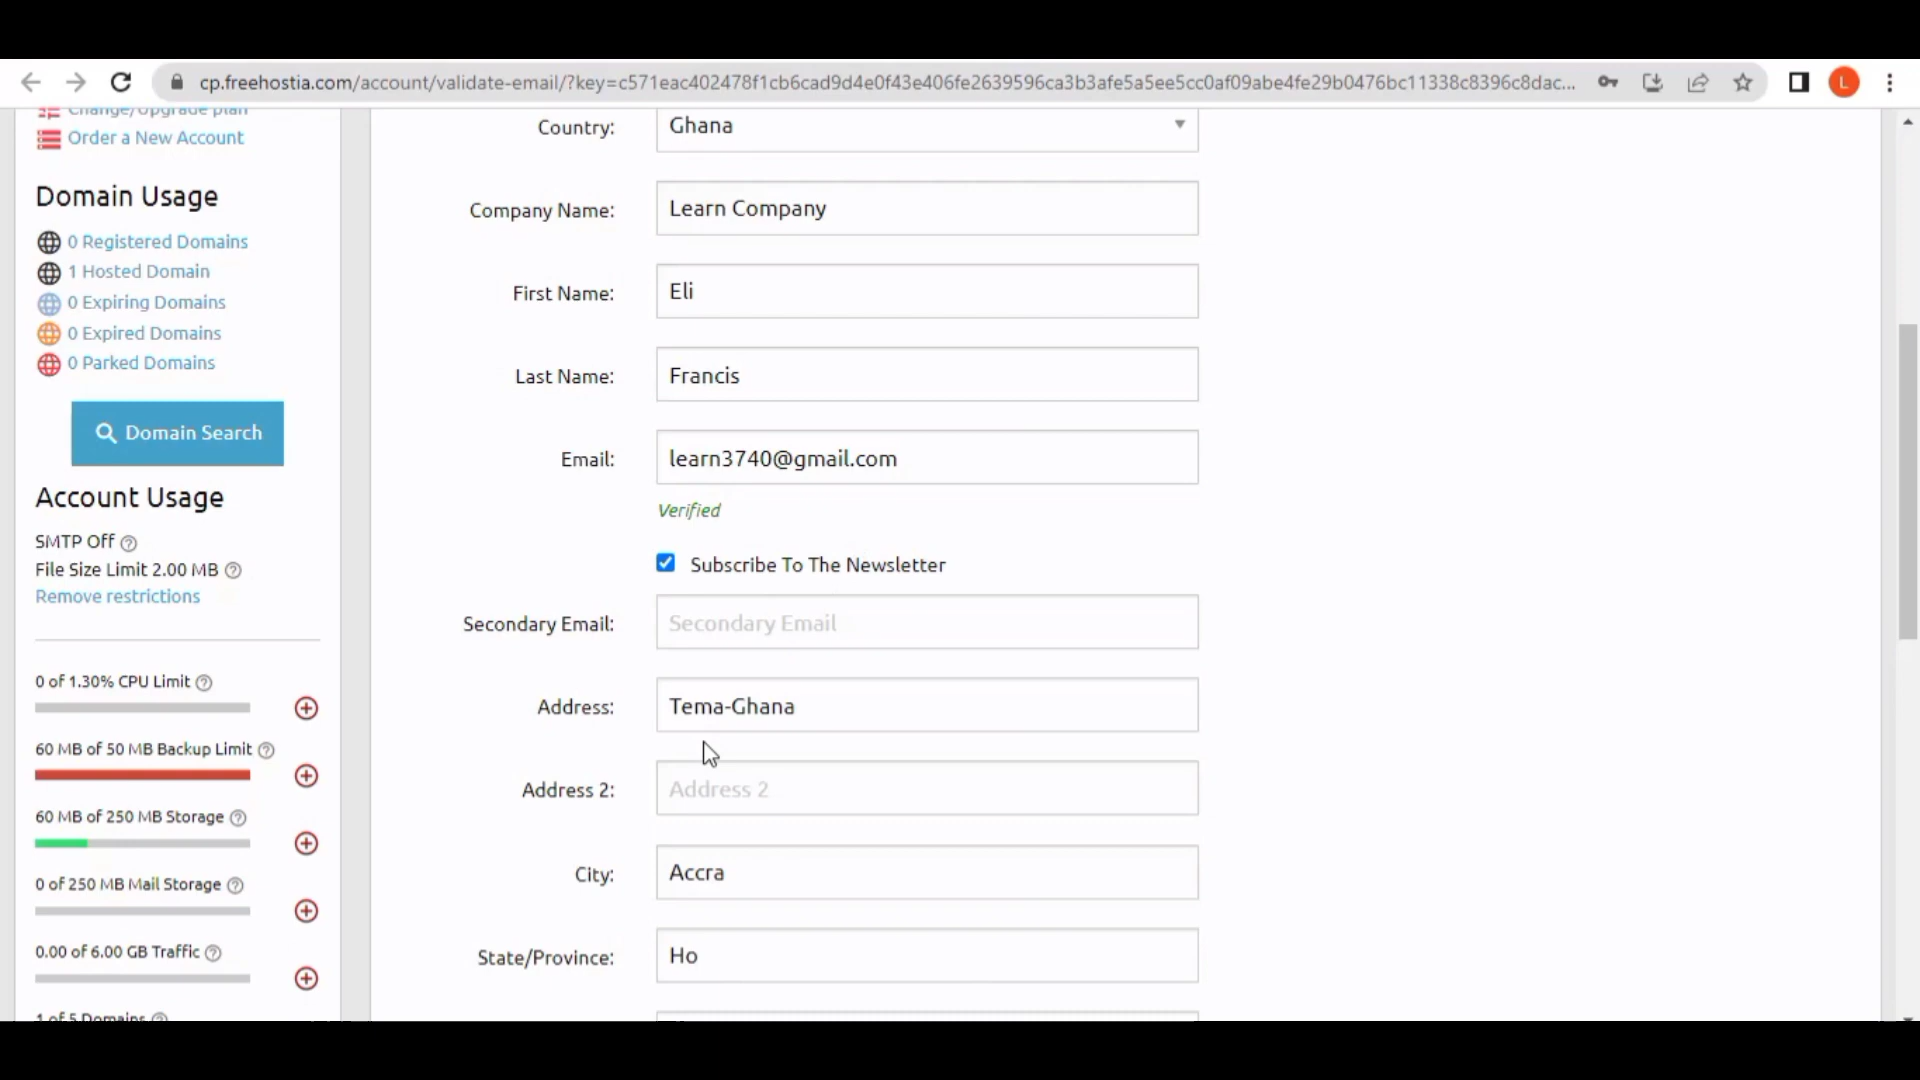 cp.freehostia.com/account/validate-email/?key=c571eac402478f1cb6cad9d4e0f43e406fe2639596ca3b3afe5a5ee5cc0af09abe4fe29b0476bc11338c8396c8dac...
L
Change/Upgrade plan
Order a New Account
Domain Usage
0 Registered Domains
1 Hosted Domain
0 Expiring Domains
0 Expired Domains
0 Parked Domains
Domain Search
Account Usage
SMTP Off
File Size Limit 2.00 MB
Remove restrictions
0 of 1.30% CPU Limit
60 MB of 50 MB Backup Limit
60 MB of 250 MB Storage
0 of 250 MB Mail Storage
0.00 of 6.00 GB Traffic
1 of 5 Domains
Country: Ghana
Company Name: Learn Company
First Name: Eli
Last Name: Francis
Email: learn3740@gmail.com
Verified
Subscribe To The Newsletter
Secondary Email: Secondary Email
Address: Tema-Ghana
Address 2: Address 2
City: Accra
State/Province: Ho